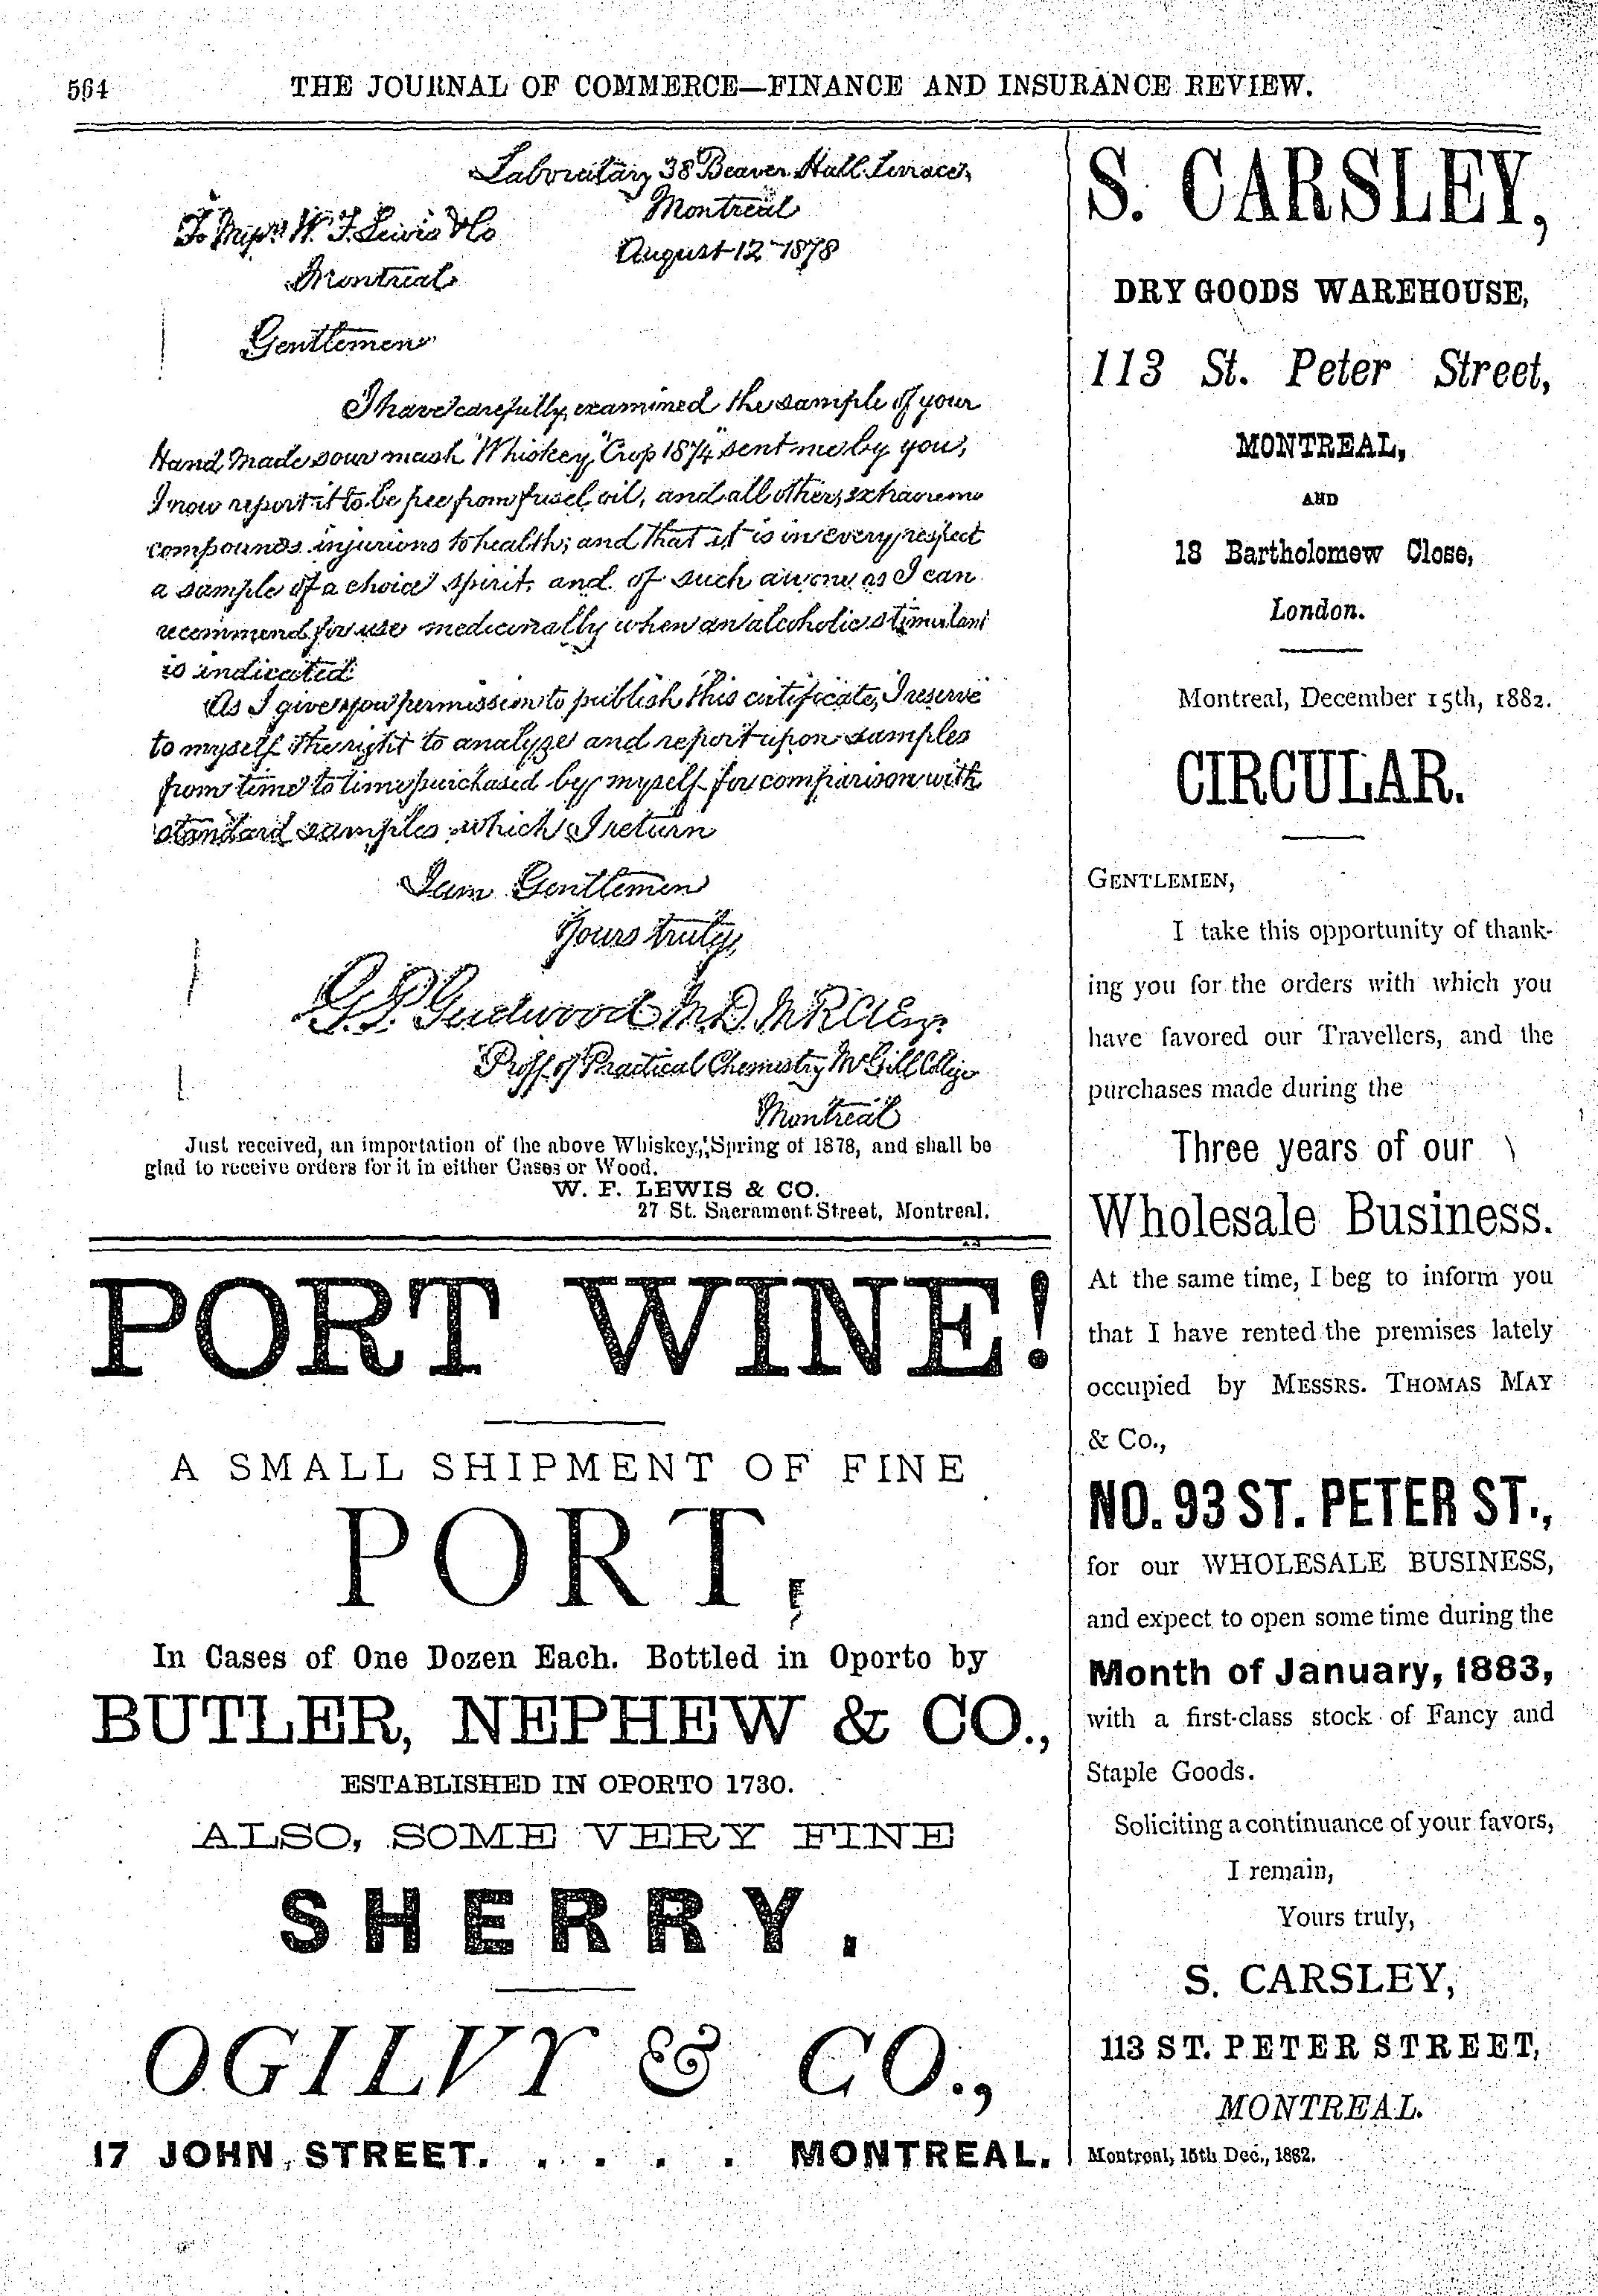 564
THE JOURNAL OF COMMERCE—FINANCE AND INSURANCE REVIEW.
Laboratary 38 Beaver Hall Terrace,
Montreal
August 12 1878
To Messrs W. F. Lewis & Co
Montreal
Gentlemen
I have carefully examined the sample of your
Hand Made sour mash "Whiskey," Crop 1874" sent me by you,
I now report it to be free from fusel oil, and all other extraneous
compounds injurious to health; and that it is in every respect
a sample of a choice spirit, and of such a one as I can
recommend for use medicinally when an alcoholic stimulant
is indicated
As I give you permission to publish this certificate, I reserve
to myself the right to analyze and report upon samples
from time to time purchased by myself for comparison with
standard samples which I return
I am Gentlemen
Yours truly,
G. P. Girdwood M.D. M.R.C.S. Eng.
Proff. of Practical Chemistry McGill College
Montreal
Just received, an importation of the above Whiskey, Spring of 1878, and shall be
glad to receive orders for it in either Cases or Wood.
W. F. LEWIS & CO.
27 St. Sacrament Street, Montreal.
PORT WINE!
A SMALL SHIPMENT OF FINE
PORT,
In Cases of One Dozen Each. Bottled in Oporto by
BUTLER, NEPHEW & CO.,
ESTABLISHED IN OPORTO 1730.
ALSO, SOME VERY FINE
SHERRY.
OGILVY & CO.,
17 JOHN STREET. . . . . MONTREAL.
S. CARSLEY,
DRY GOODS WAREHOUSE,
113 St. Peter Street,
MONTREAL,
AND
18 Bartholomew Close,
London.
Montreal, December 15th, 1882.
CIRCULAR.
GENTLEMEN,
I take this opportunity of thank-
ing you for the orders with which you
have favored our Travellers, and the
purchases made during the
Three years of our
Wholesale Business.
At the same time, I beg to inform you
that I have rented the premises lately
occupied by MESSRS. THOMAS MAY
& Co.,
NO. 93 ST. PETER ST.,
for our WHOLESALE BUSINESS,
and expect to open some time during the
Month of January, 1883,
with a first-class stock of Fancy and
Staple Goods.
Soliciting a continuance of your favors,
I remain,
Yours truly,
S. CARSLEY,
113 ST. PETER STREET,
MONTREAL.
Montreal, 15th Dec., 1882.